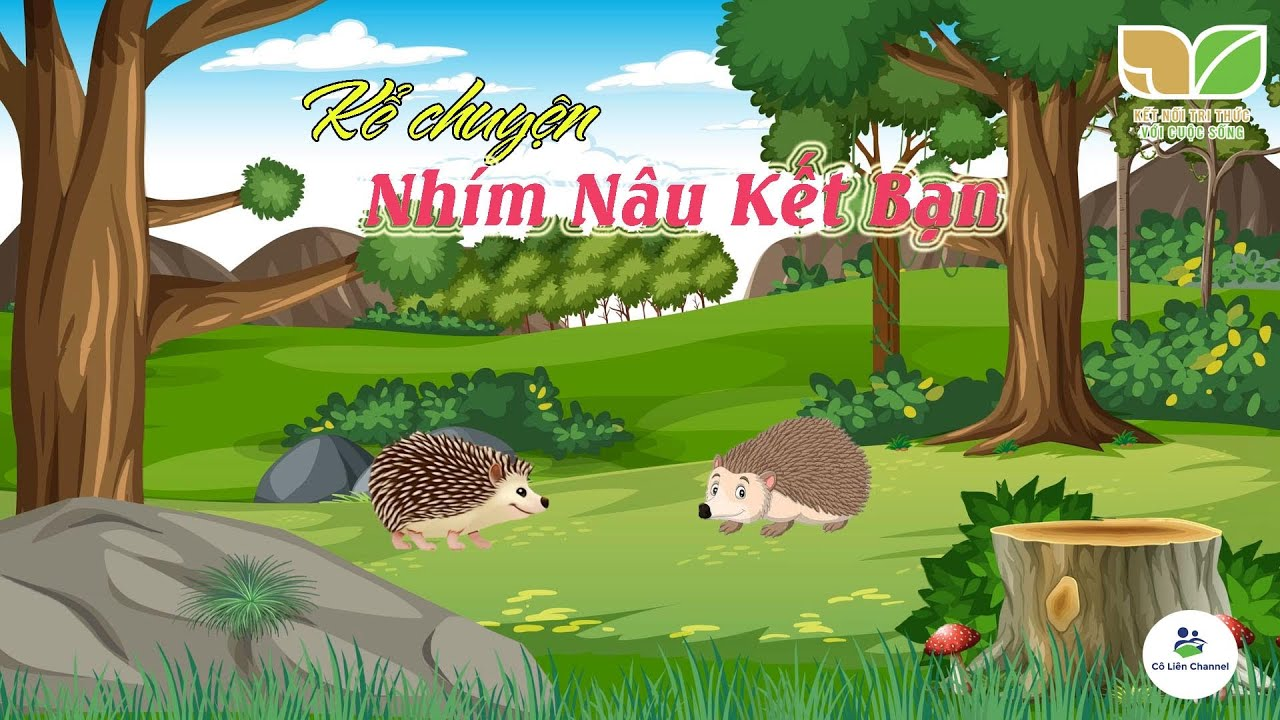 Kể chuyện
Nhím Nâu Kết Bạn
KẾT NỐI TRI THỨC
VỚI CUỘC SỐNG
Cô Liên Channel